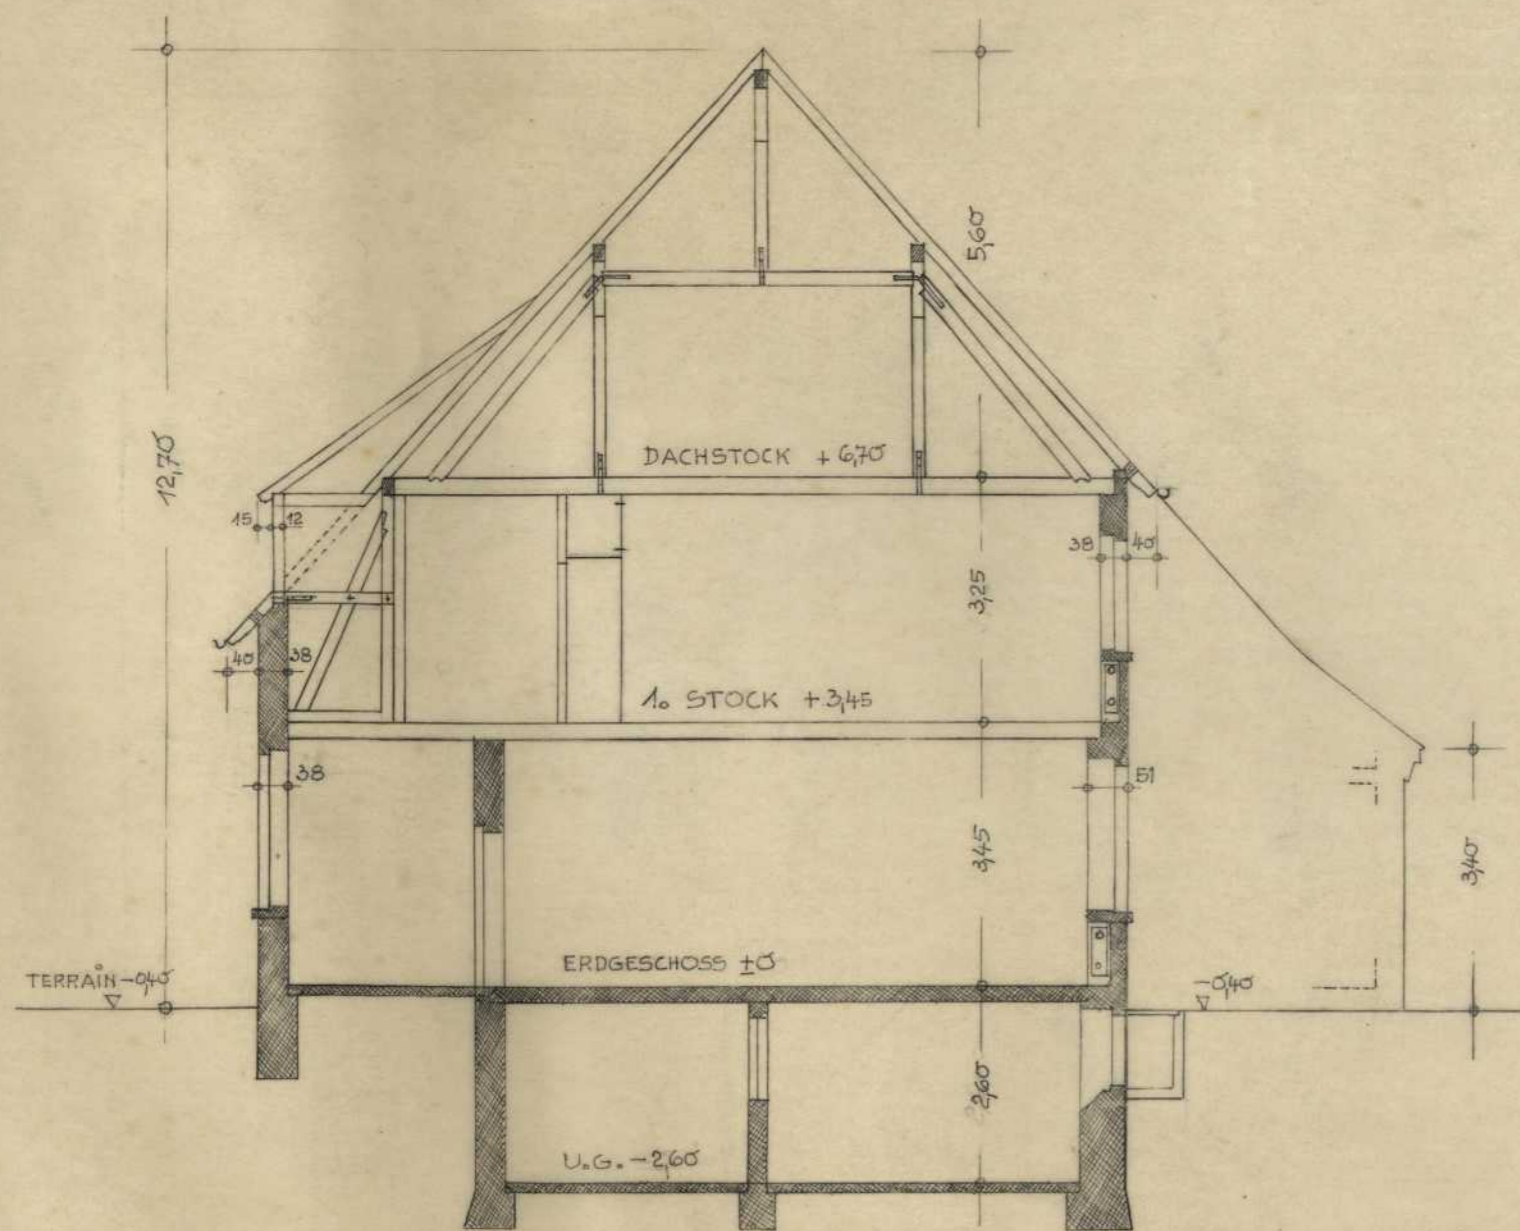 5,60
12,70
DACHSTOCK + 6,70
15 12
38 40
3,25
40 38
1. STOCK + 3,45
38
51
3,45
3,40
ERDGESCHOSS ±0
TERRAIN -0,40
-0,40
2,60
U.G. -2,60